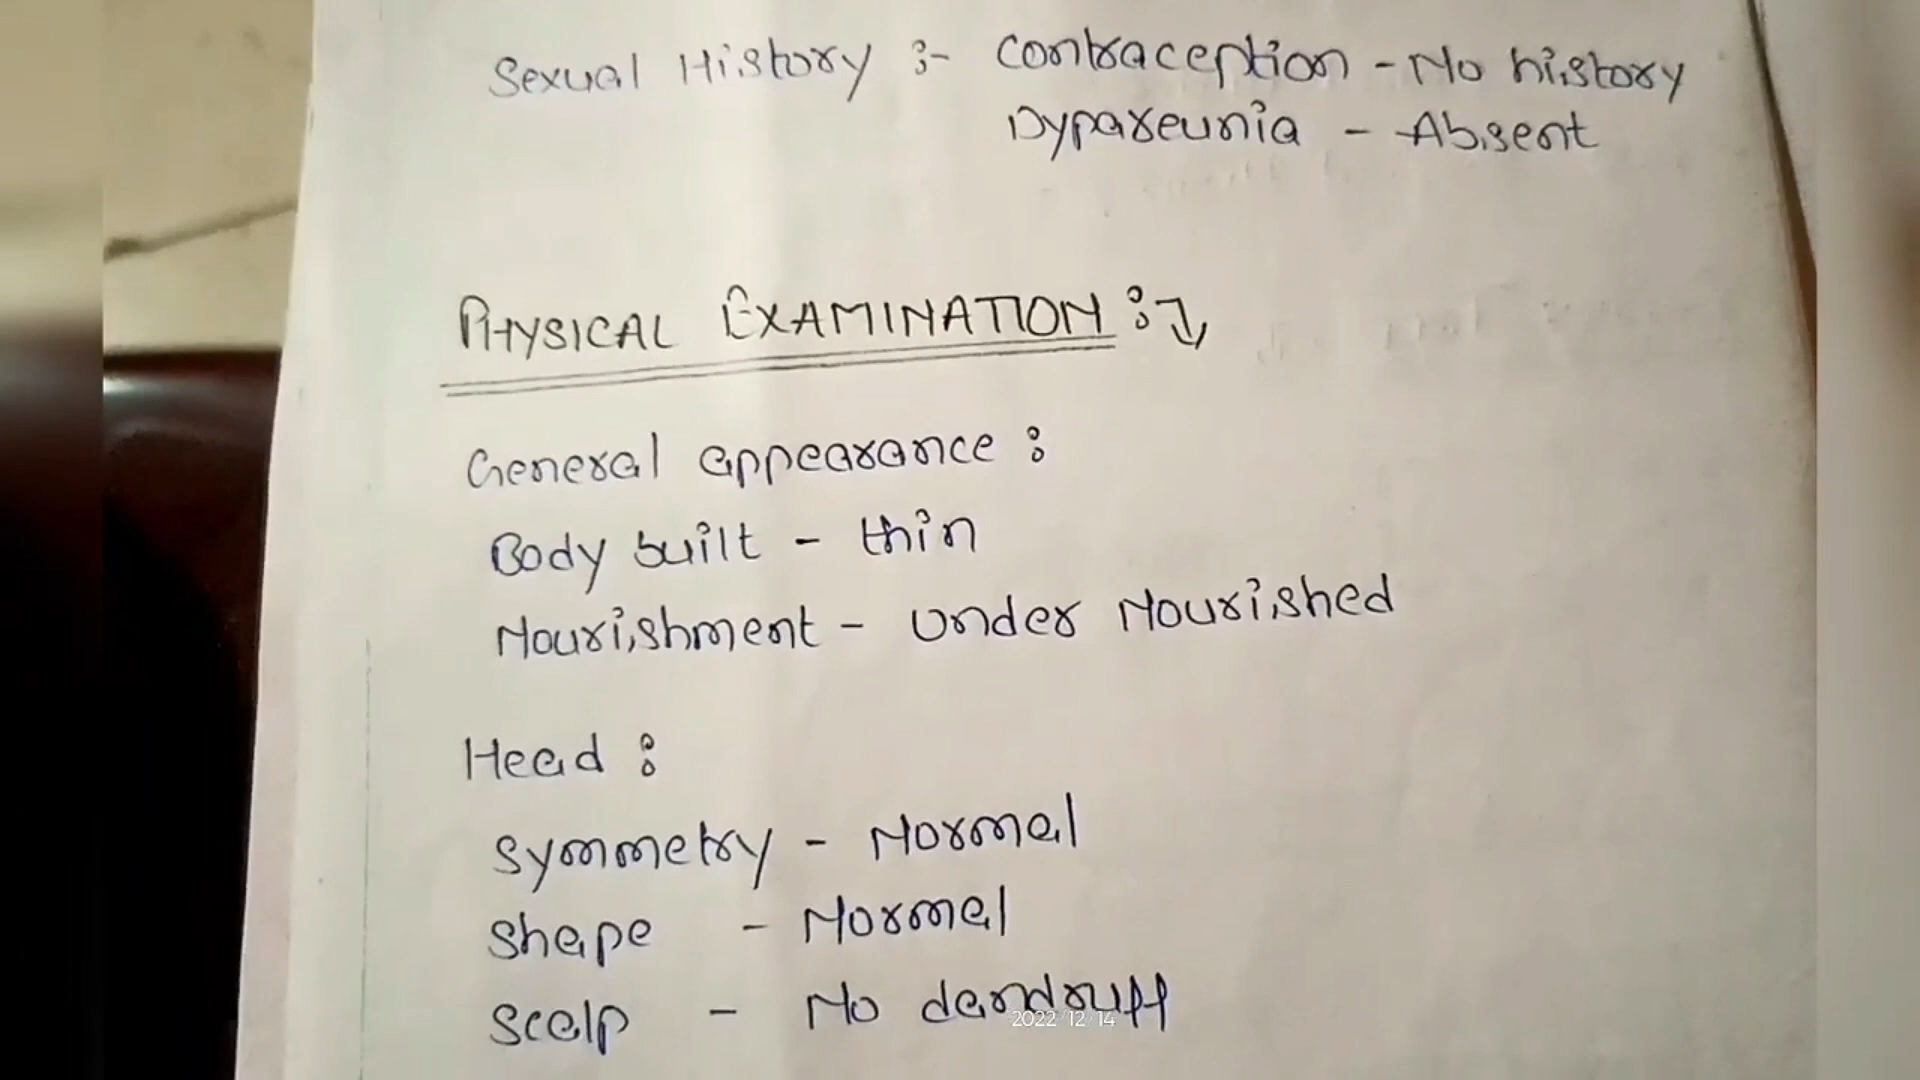 Sexual History :- Contraception - No history
Dypareunia - Absent
PHYSICAL EXAMINATION :↴
General appearance :
Body built - thin
Nourishment - under Nourished
Head :
Symmetry - Normal
Shape - Normal
Scalp - No dandruff
2022/12/14